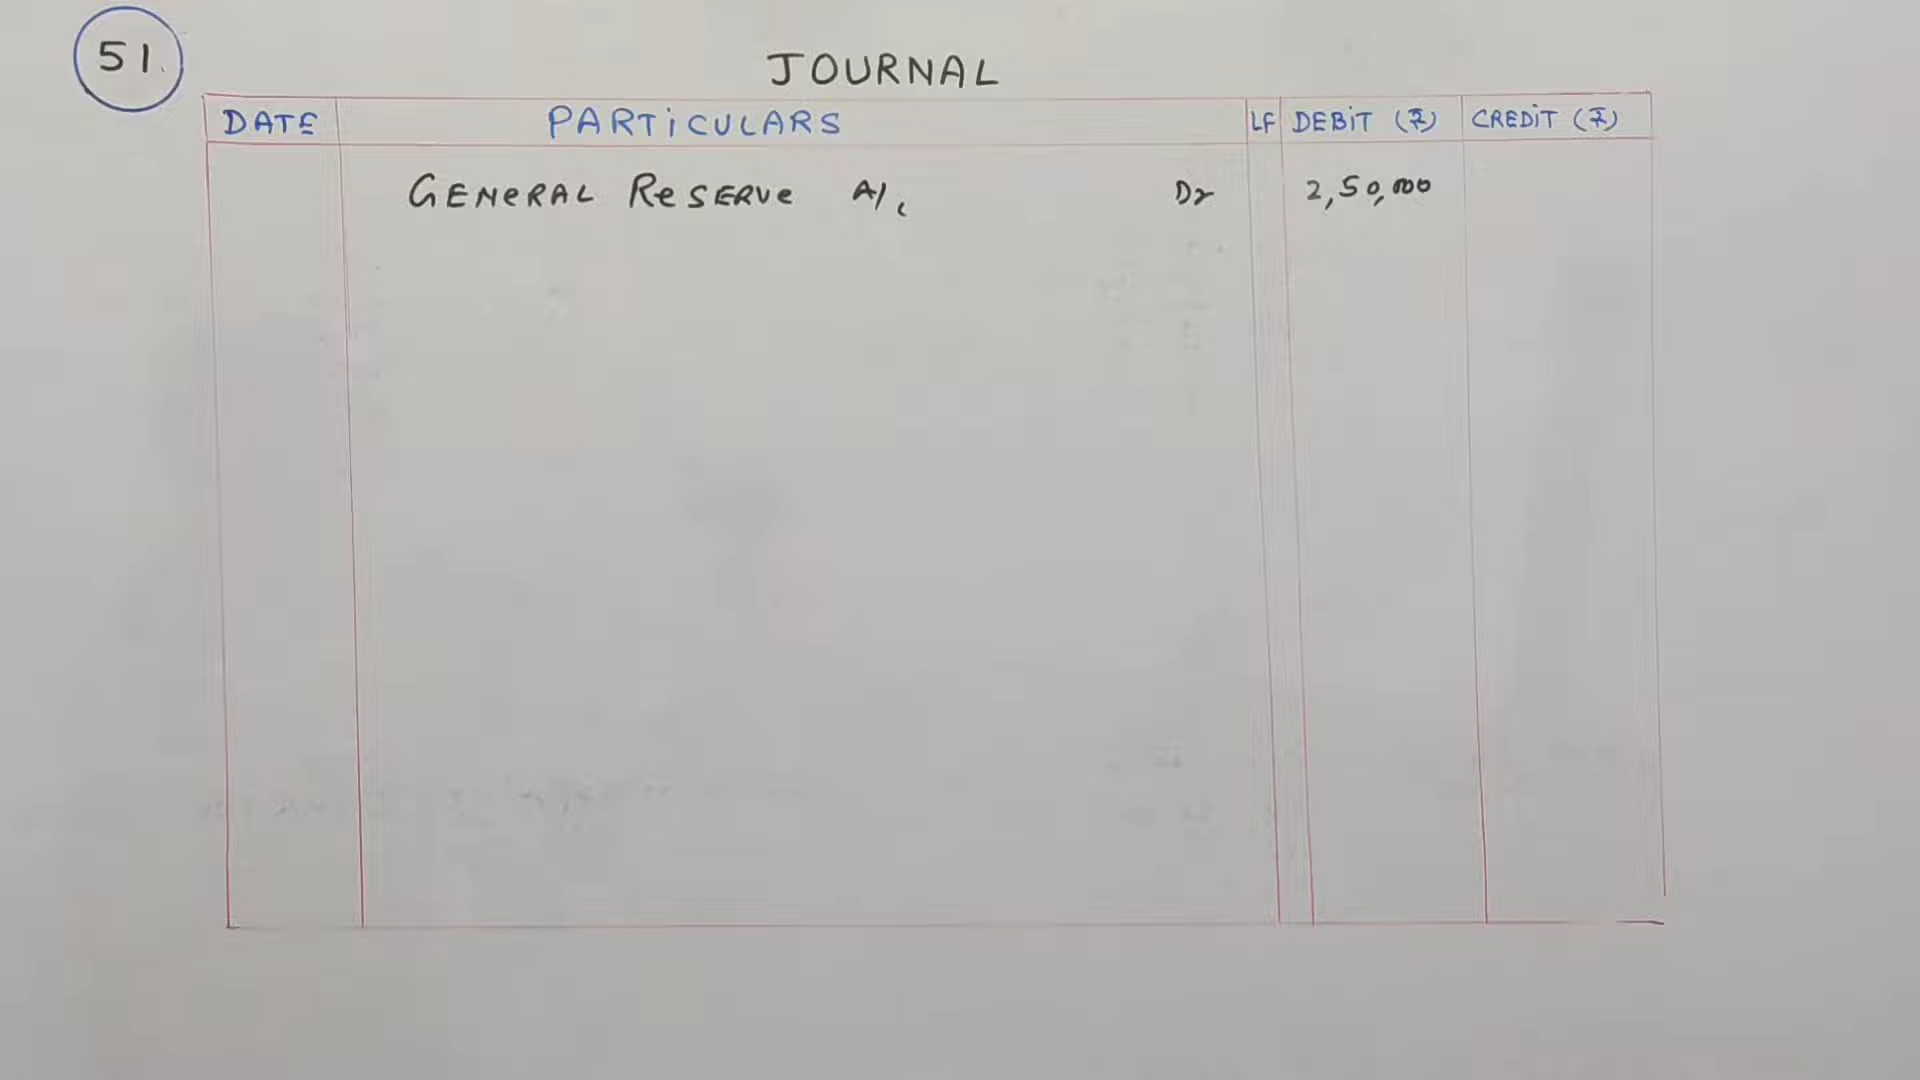 51.
JOURNAL
DATE PARTiCULARS LF DEBiT (₹) CREDiT (₹)
GENeRAL ReSERVe A/c Dr 2,50,000